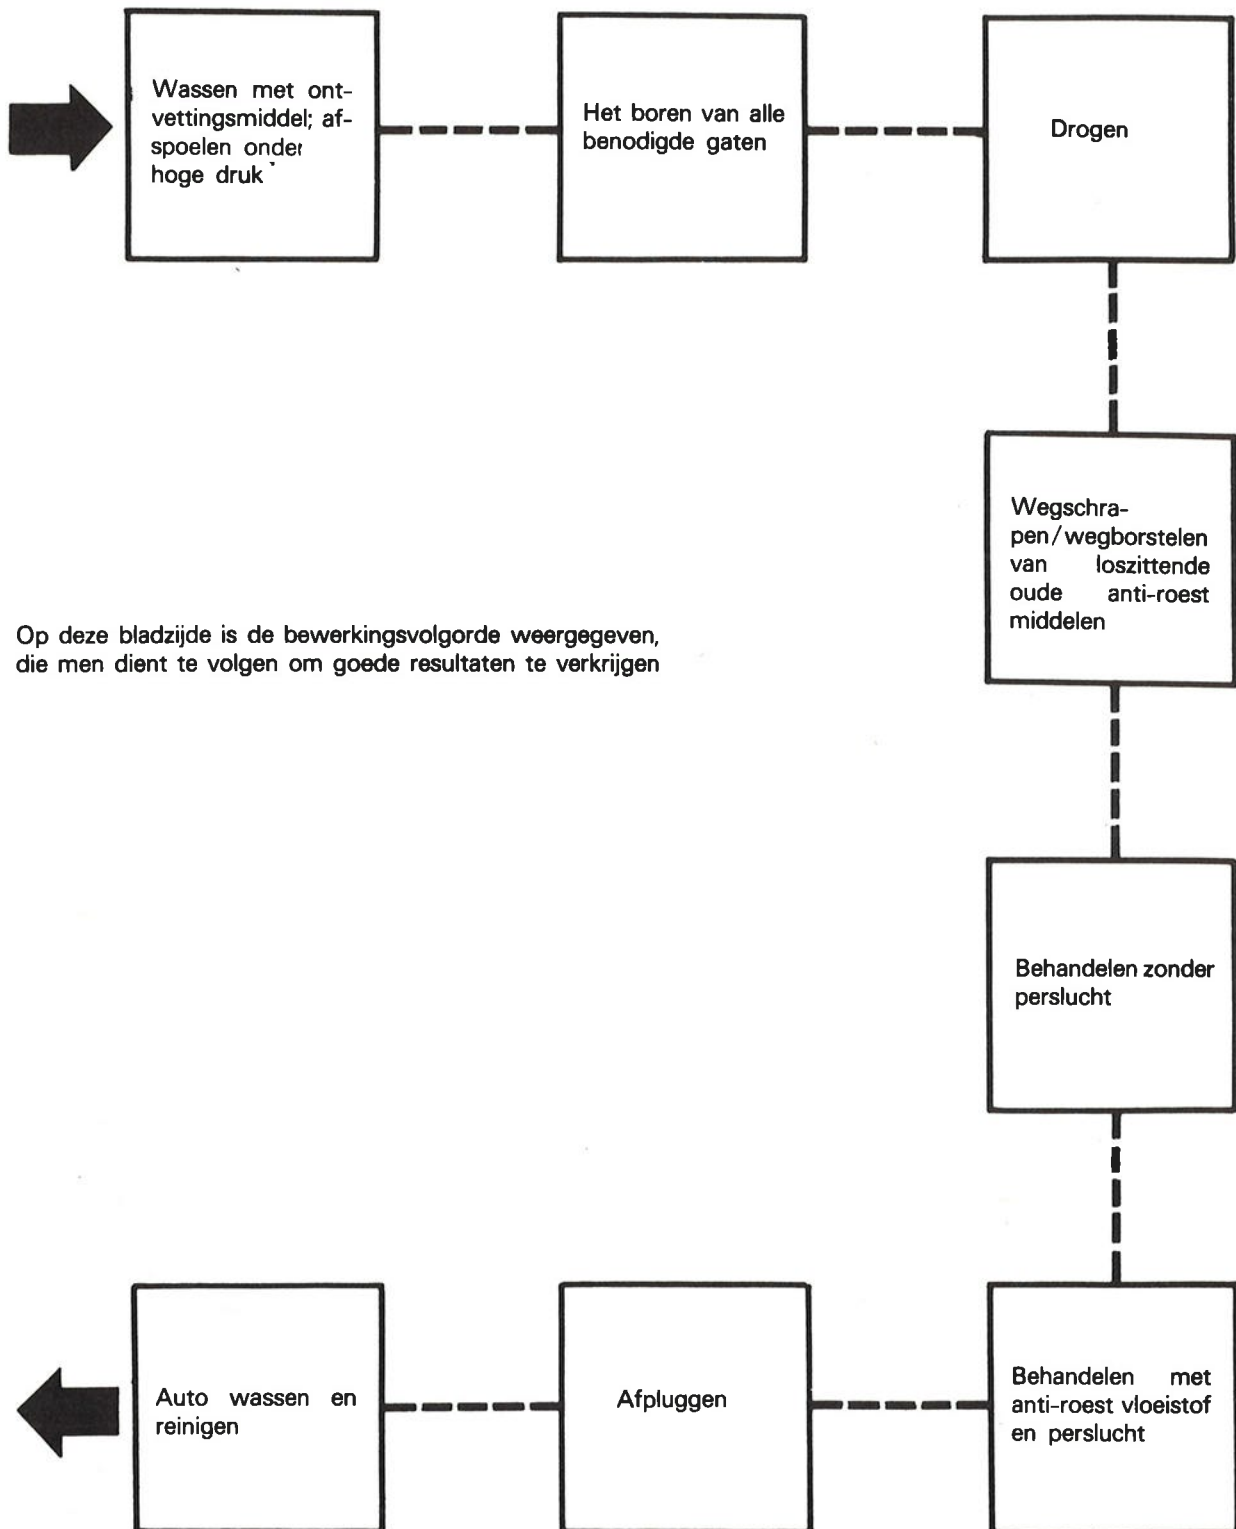 Wassen met ont-
vettingsmiddel; af-
spoelen onder
hoge druk
Het boren van alle
benodigde gaten
Drogen
Wegschra-
pen/wegborstelen
van loszittende
oude anti-roest
middelen
Op deze bladzijde is de bewerkingsvolgorde weergegeven,
die men dient te volgen om goede resultaten te verkrijgen
Behandelen zonder
perslucht
Behandelen met
anti-roest vloeistof
en perslucht
Afpluggen
Auto wassen en
reinigen